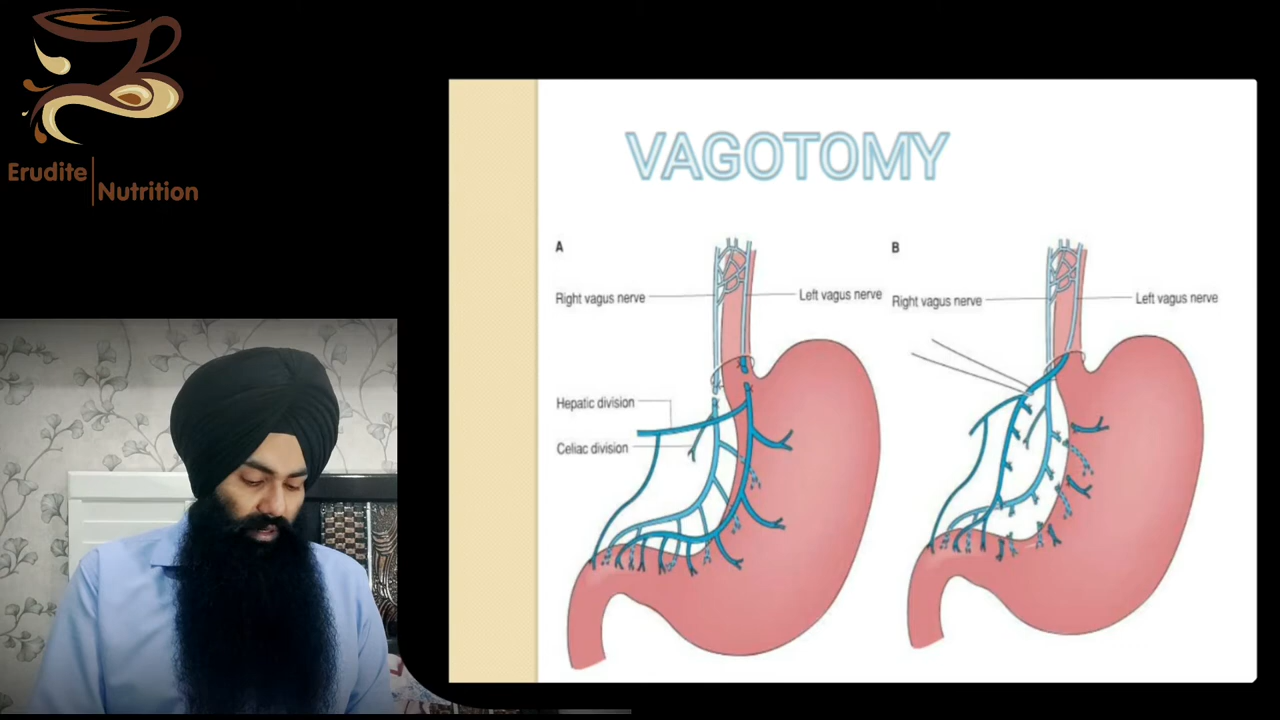 Erudite
Nutrition
VAGOTOMY
A
Right vagus nerve
Left vagus nerve
Hepatic division
Celiac division
B
Right vagus nerve
Left vagus nerve